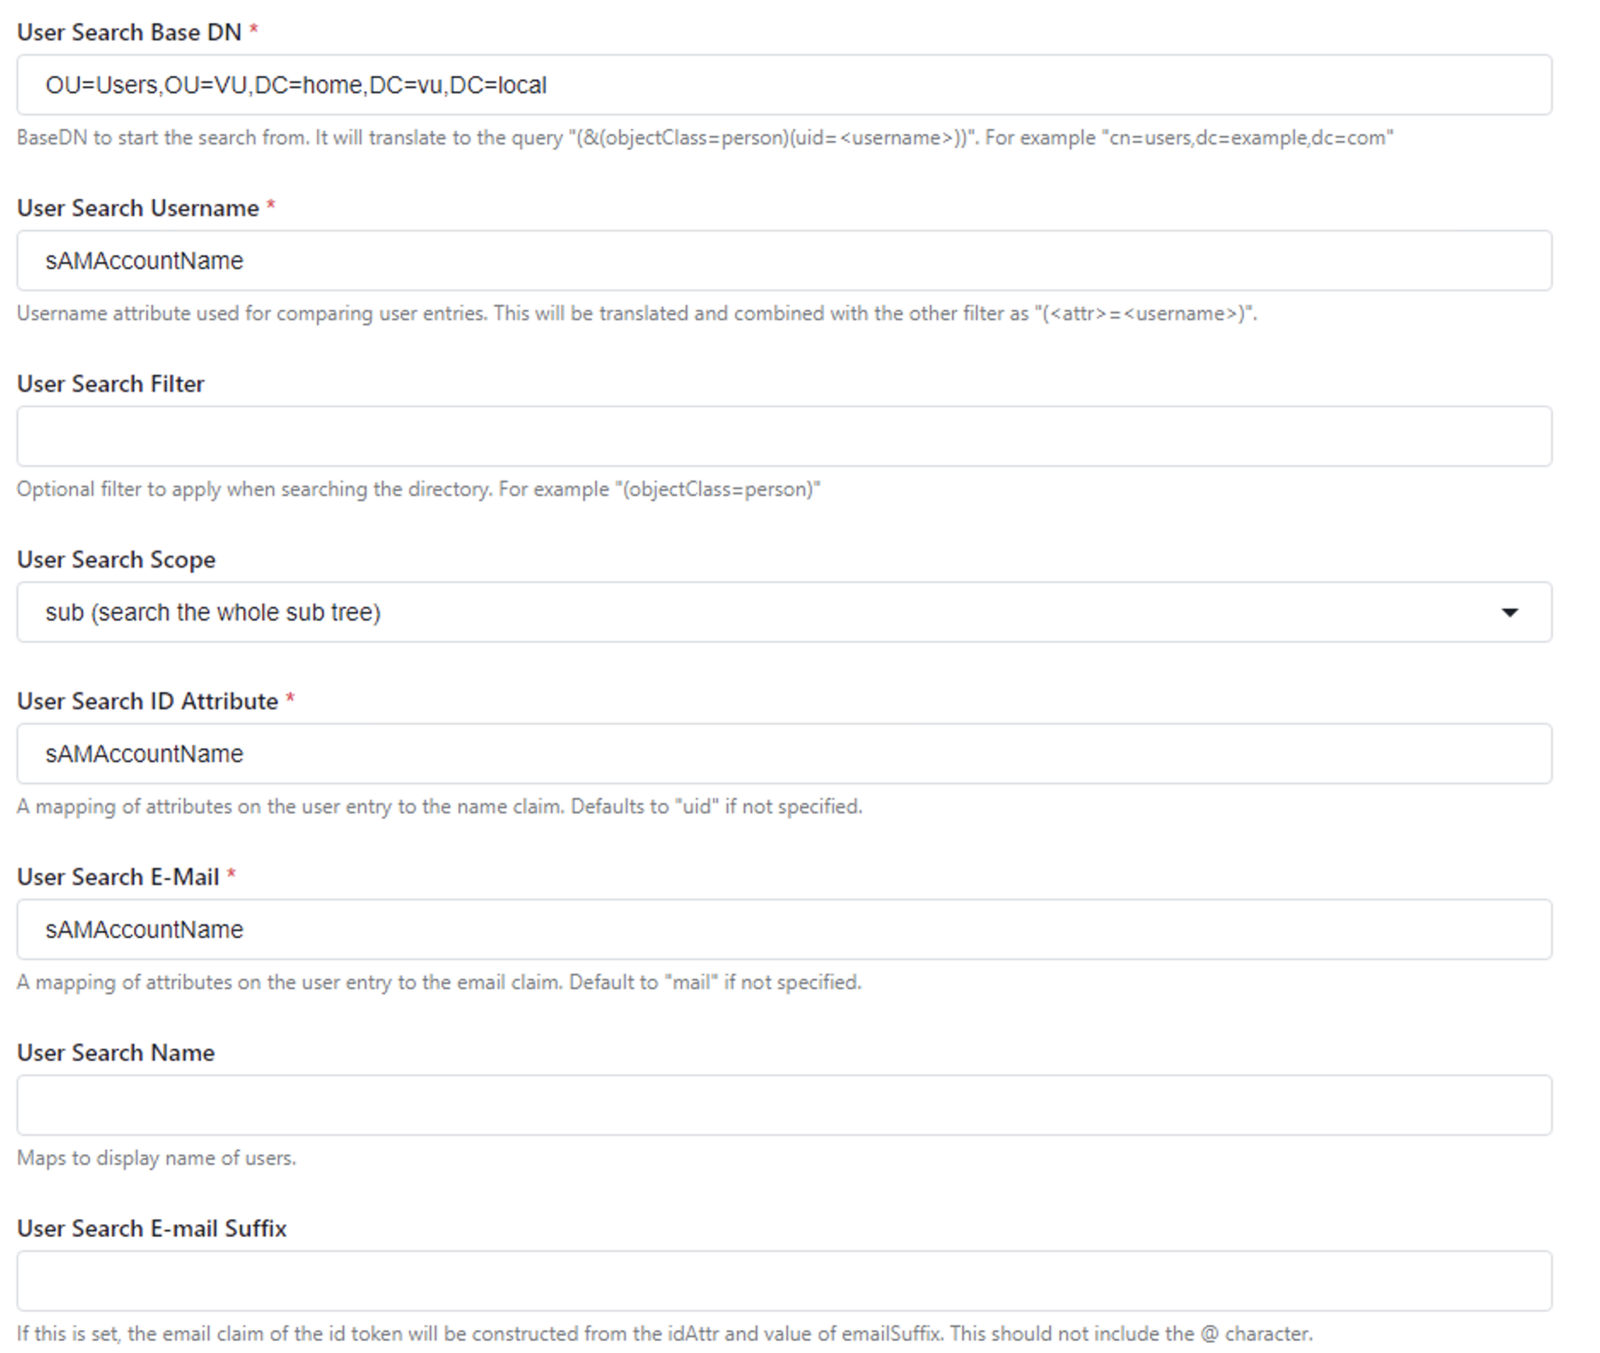 User Search Base DN *
OU=Users,OU=VU,DC=home,DC=vu,DC=local
BaseDN to start the search from. It will translate to the query "(&(objectClass=person)(uid=<username>))". For example "cn=users,dc=example,dc=com"
User Search Username *
sAMAccountName
Username attribute used for comparing user entries. This will be translated and combined with the other filter as "(<attr>=<username>)".
User Search Filter
Optional filter to apply when searching the directory. For example "(objectClass=person)"
User Search Scope
sub (search the whole sub tree)
User Search ID Attribute *
sAMAccountName
A mapping of attributes on the user entry to the name claim. Defaults to "uid" if not specified.
User Search E-Mail *
sAMAccountName
A mapping of attributes on the user entry to the email claim. Default to "mail" if not specified.
User Search Name
Maps to display name of users.
User Search E-mail Suffix
If this is set, the email claim of the id token will be constructed from the idAttr and value of emailSuffix. This should not include the @ character.